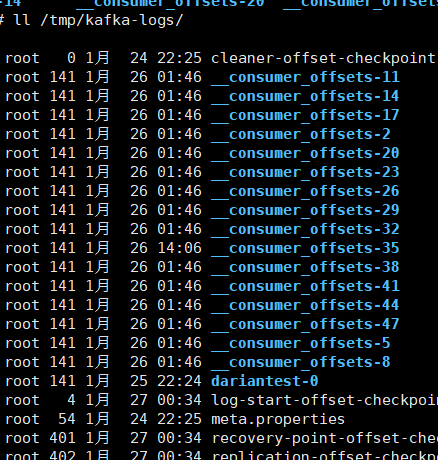 -14 __consumer_offsets-20 __consumer_offsets
# ll /tmp/kafka-logs/
root 0 1月 24 22:25 cleaner-offset-checkpoint
root 141 1月 26 01:46 __consumer_offsets-11
root 141 1月 26 01:46 __consumer_offsets-14
root 141 1月 26 01:46 __consumer_offsets-17
root 141 1月 26 01:46 __consumer_offsets-2
root 141 1月 26 01:46 __consumer_offsets-20
root 141 1月 26 01:46 __consumer_offsets-23
root 141 1月 26 01:46 __consumer_offsets-26
root 141 1月 26 01:46 __consumer_offsets-29
root 141 1月 26 01:46 __consumer_offsets-32
root 141 1月 26 14:06 __consumer_offsets-35
root 141 1月 26 01:46 __consumer_offsets-38
root 141 1月 26 01:46 __consumer_offsets-41
root 141 1月 26 01:46 __consumer_offsets-44
root 141 1月 26 01:46 __consumer_offsets-47
root 141 1月 26 01:46 __consumer_offsets-5
root 141 1月 26 01:46 __consumer_offsets-8
root 141 1月 25 22:24 dariantest-0
root 4 1月 27 00:34 log-start-offset-checkpoin
root 54 1月 24 22:25 meta.properties
root 401 1月 27 00:34 recovery-point-offset-chec
root 402 1月 27 00:34 replication-offset-checkpo